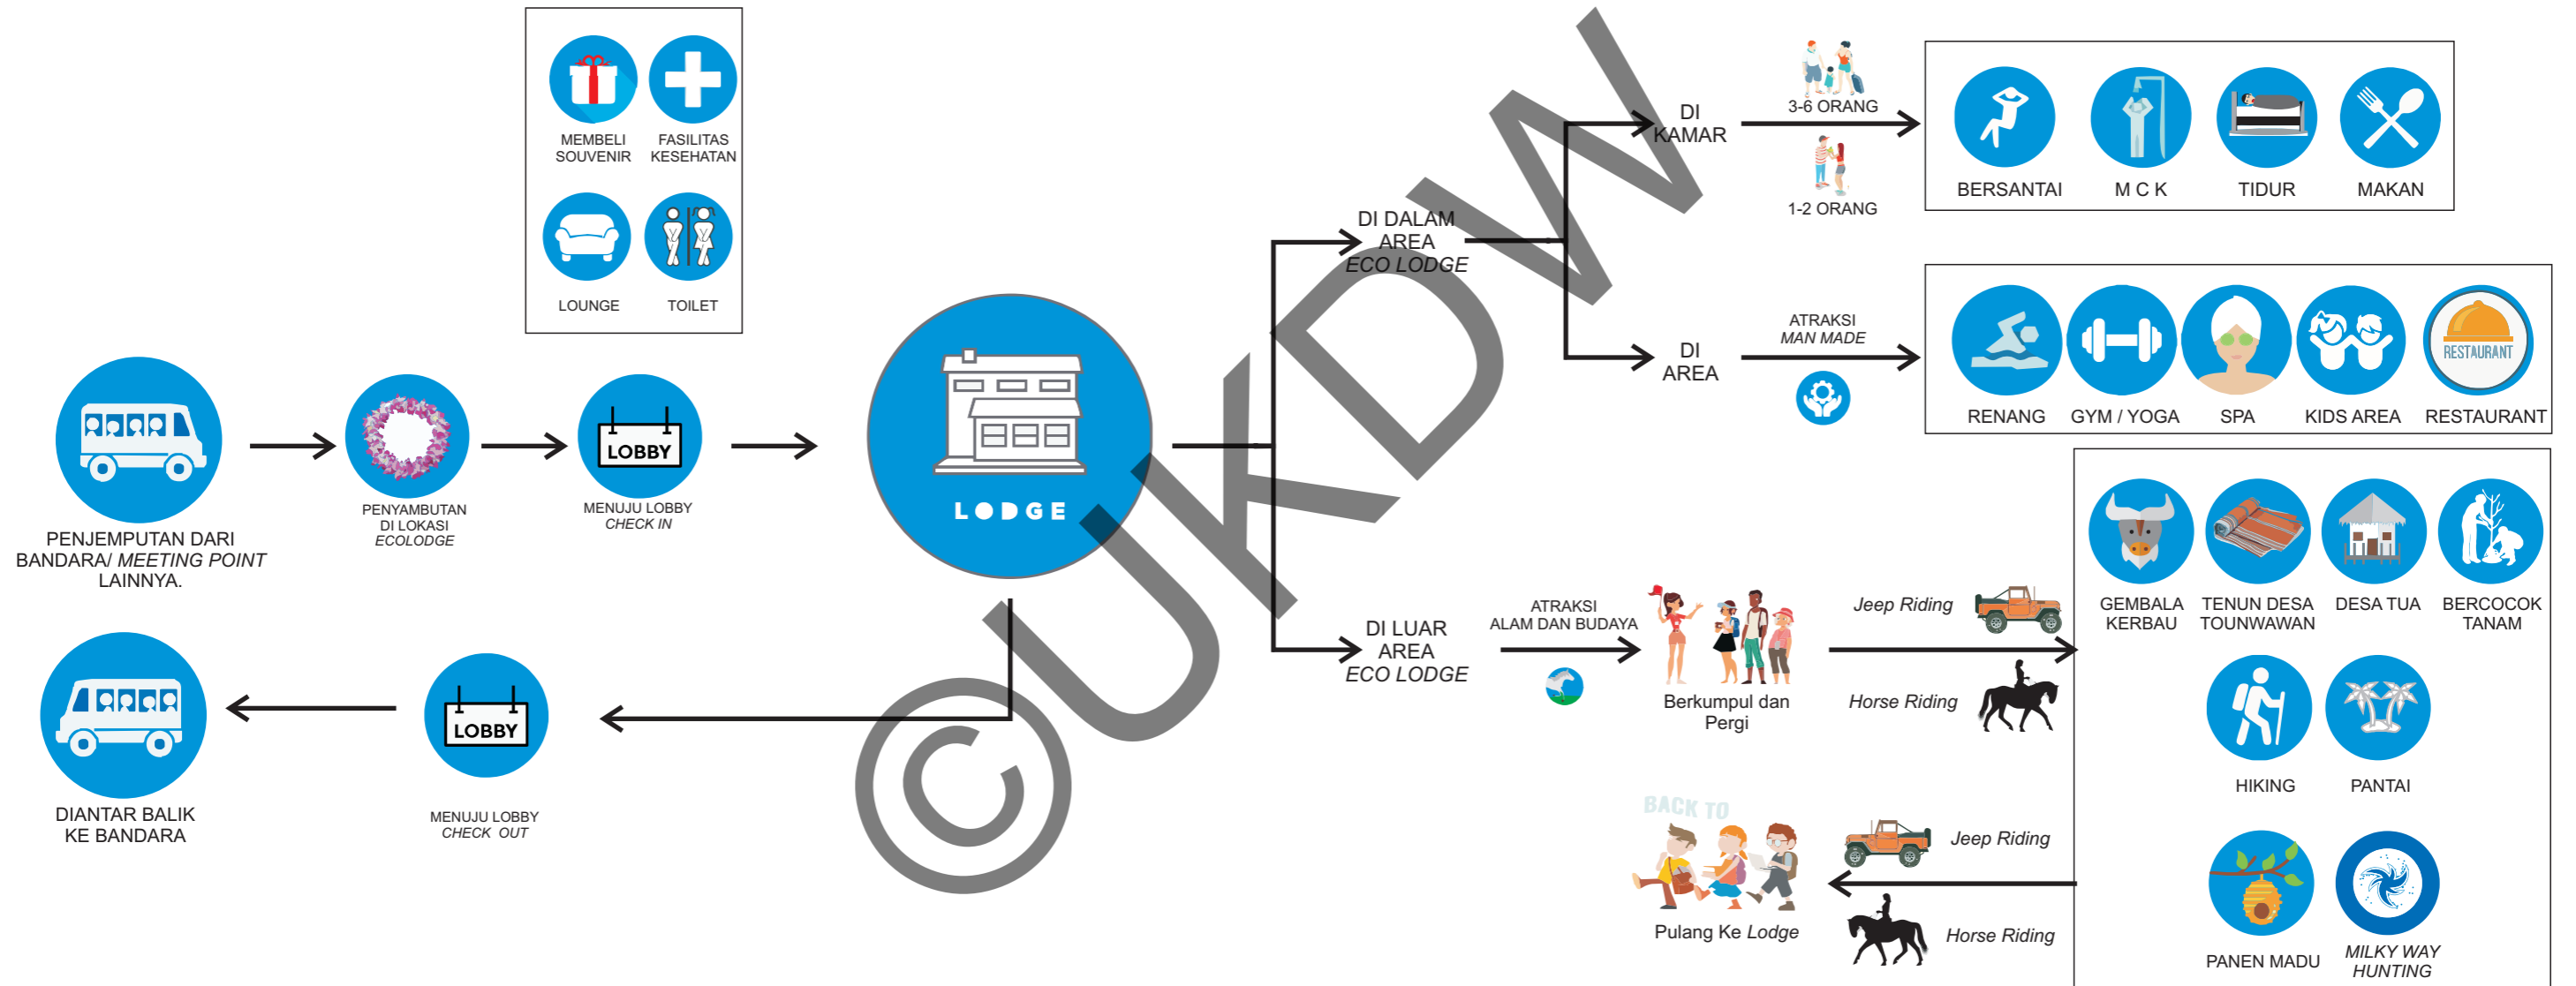 MEMBELI
SOUVENIR
FASILITAS
KESEHATAN
LOUNGE
TOILET
PENJEMPUTAN DARI
BANDARA/ MEETING POINT
LAINNYA.
PENYAMBUTAN
DI LOKASI
ECOLODGE
LOBBY
MENUJU LOBBY
CHECK IN
LODGE
DI DALAM
AREA
ECO LODGE
DI
KAMAR
3-6 ORANG
1-2 ORANG
BERSANTAI
M C K
TIDUR
MAKAN
DI
AREA
ATRAKSI
MAN MADE
RENANG
GYM / YOGA
SPA
KIDS AREA
RESTAURANT
RESTAURANT
DI LUAR
AREA
ECO LODGE
ATRAKSI
ALAM DAN BUDAYA
Berkumpul dan
Pergi
Jeep Riding
Horse Riding
GEMBALA
KERBAU
TENUN DESA
TOUNWAWAN
DESA TUA
BERCOCOK
TANAM
HIKING
PANTAI
PANEN MADU
MILKY WAY
HUNTING
Jeep Riding
Horse Riding
BACK TO
Pulang Ke Lodge
LOBBY
MENUJU LOBBY
CHECK OUT
DIANTAR BALIK
KE BANDARA
©UKDW